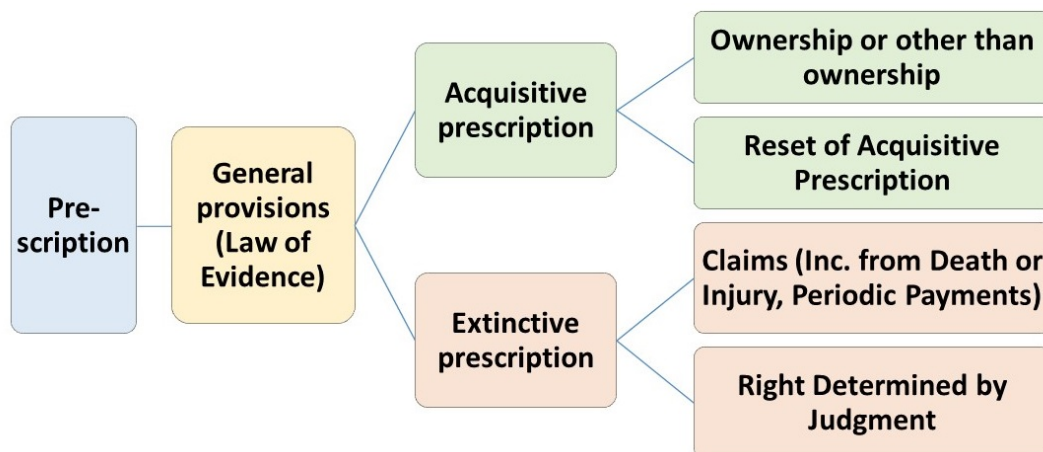 Pre-
scription
General
provisions
(Law of
Evidence)
Acquisitive
prescription
Ownership or other than
ownership
Reset of Acquisitive
Prescription
Extinctive
prescription
Claims (Inc. from Death or
Injury, Periodic Payments)
Right Determined by
Judgment